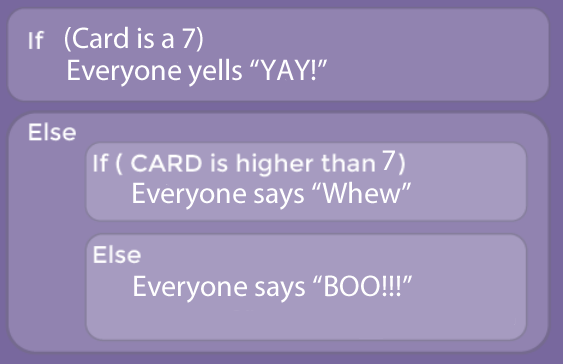 If (Card is a 7)
Everyone yells “YAY!”
Else
If ( CARD is higher than 7)
Everyone says “Whew”
Else
Everyone says “BOO!!!”